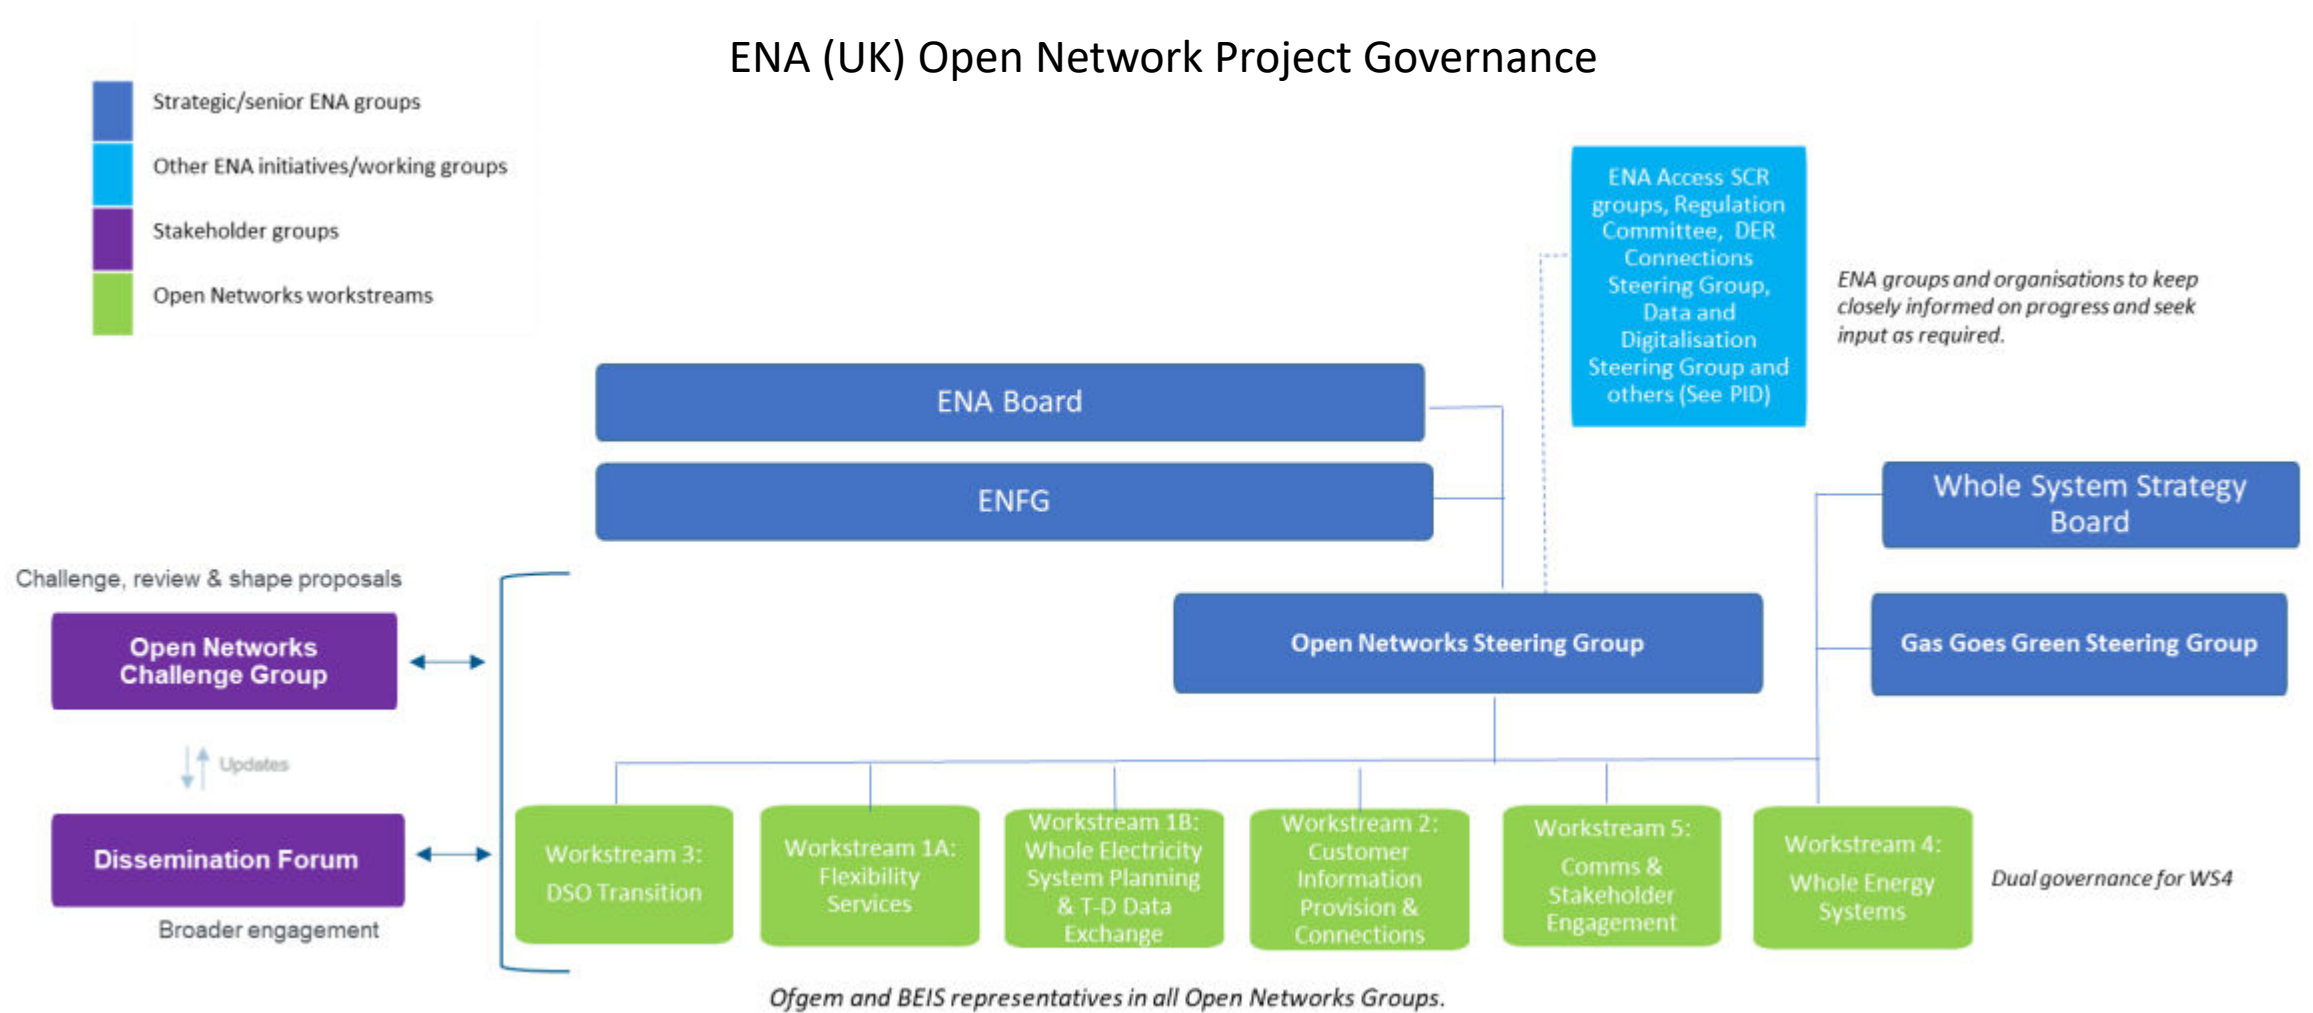 ENA (UK) Open Network Project Governance
Strategic/senior ENA groups
Other ENA initiatives/working groups
Stakeholder groups
Open Networks workstreams
ENA Access SCR
groups, Regulation
Committee, DER
Connections
Steering Group,
Data and
Digitalisation
Steering Group and
others (See PID)
ENA groups and organisations to keep
closely informed on progress and seek
input as required.
ENA Board
ENFG
Whole System Strategy
Board
Challenge, review & shape proposals
Open Networks
Challenge Group
Open Networks Steering Group
Gas Goes Green Steering Group
Updates
Dissemination Forum
Broader engagement
Workstream 3:
DSO Transition
Workstream 1A:
Flexibility
Services
Workstream 1B:
Whole Electricity
System Planning
& T-D Data
Exchange
Workstream 2:
Customer
Information
Provision &
Connections
Workstream 5:
Comms &
Stakeholder
Engagement
Workstream 4:
Whole Energy
Systems
Dual governance for WS4
Ofgem and BEIS representatives in all Open Networks Groups.